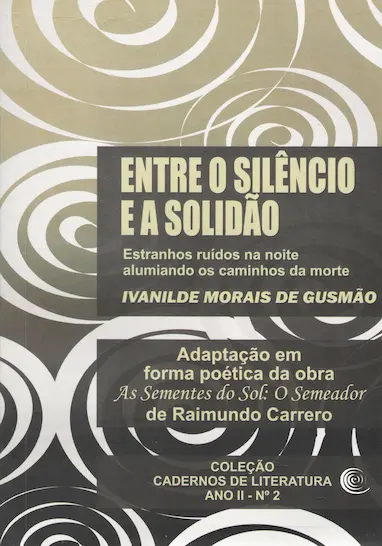 ENTRE O SILÊNCIO
E A SOLIDÃO
Estranhos ruídos na noite
alumiando os caminhos da morte
IVANILDE MORAIS DE GUSMÃO
Adaptação em
forma poética da obra
As Sementes do Sol: O Semeador
de Raimundo Carrero
COLEÇÃO
CADERNOS DE LITERATURA
ANO II - Nº 2